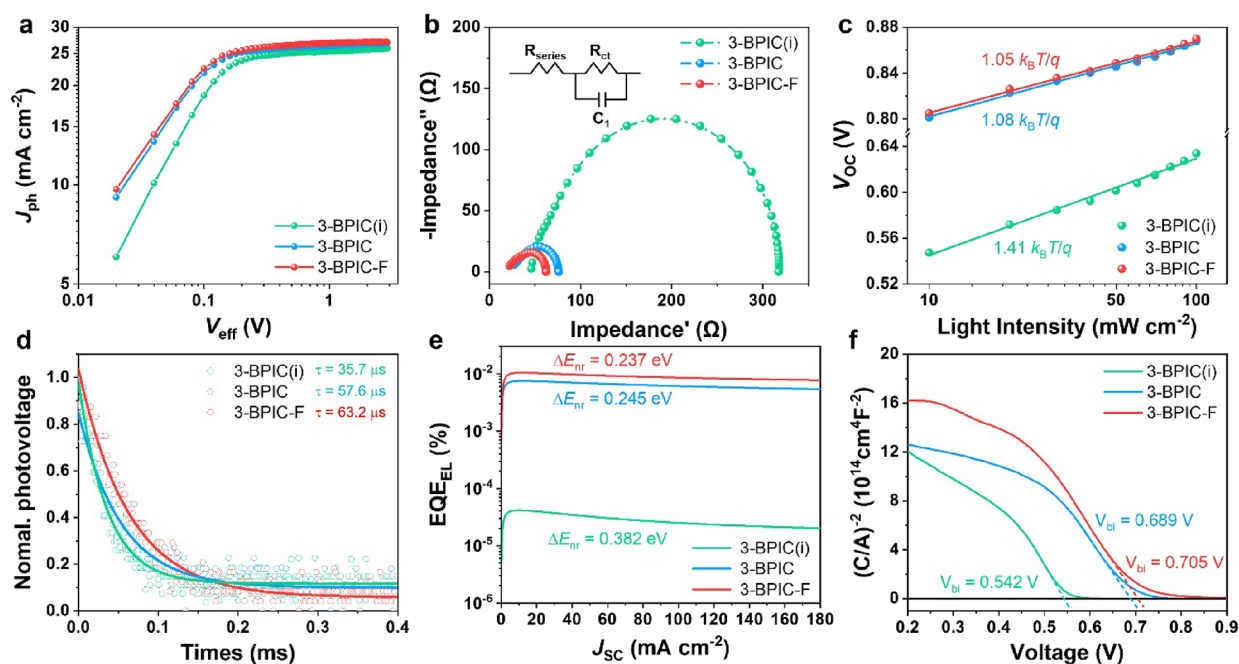 a
30
25
20
15
10
5
0.01
0.1
1
J_ph (mA cm⁻²)
V_eff (V)
3-BPIC(i)
3-BPIC
3-BPIC-F
b
200
150
100
50
0
0
100
200
300
400
-Impedance'' (Ω)
Impedance' (Ω)
R_series
R_ct
C_1
3-BPIC(i)
3-BPIC
3-BPIC-F
c
0.88
0.84
0.80
0.64
0.60
0.56
0.52
10
50
100
V_OC (V)
Light Intensity (mW cm⁻²)
1.05 k_BT/q
1.08 k_BT/q
1.41 k_BT/q
3-BPIC(i)
3-BPIC
3-BPIC-F
d
1.0
0.8
0.6
0.4
0.2
0.0
0.0
0.1
0.2
0.3
0.4
Nomal. photovoltage
Times (ms)
3-BPIC(i) τ = 35.7 μs
3-BPIC τ = 57.6 μs
3-BPIC-F τ = 63.2 μs
e
10⁻¹
10⁻²
10⁻³
10⁻⁴
10⁻⁵
10⁻⁶
0
20
40
60
80
100
120
140
160
180
EQE_EL (%)
J_SC (mA cm⁻²)
ΔE_nr = 0.237 eV
ΔE_nr = 0.245 eV
ΔE_nr = 0.382 eV
3-BPIC(i)
3-BPIC
3-BPIC-F
f
20
16
12
8
4
0
0.2
0.3
0.4
0.5
0.6
0.7
0.8
0.9
(C/A)⁻² (10¹⁴cm⁴F⁻²)
Voltage (V)
3-BPIC(i)
3-BPIC
3-BPIC-F
V_bi = 0.689 V
V_bi = 0.705 V
V_bi = 0.542 V